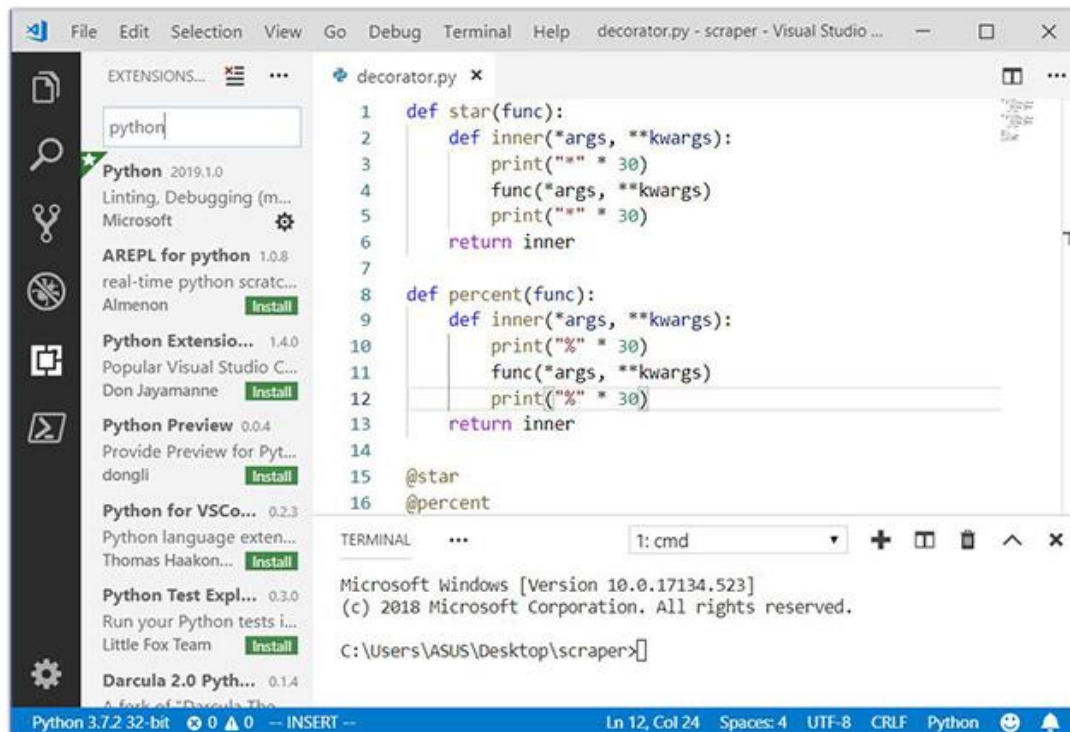 File Edit Selection View Go Debug Terminal Help decorator.py - scraper - Visual Studio ...
EXTENSIONS...
python
Python 2019.1.0
Linting, Debugging (m...
Microsoft
AREPL for python 1.0.8
real-time python scratc...
Almenon Install
Python Extensio... 1.4.0
Popular Visual Studio C...
Don Jayamanne Install
Python Preview 0.0.4
Provide Preview for Pyt...
dongli Install
Python for VSCo... 0.2.3
Python language exten...
Thomas Haakon... Install
Python Test Expl... 0.3.0
Run your Python tests i...
Little Fox Team Install
Darcula 2.0 Pyth... 0.1.4
A fork of "Darcula The
decorator.py
1 def star(func):
2     def inner(*args, **kwargs):
3         print("*" * 30)
4         func(*args, **kwargs)
5         print("*" * 30)
6     return inner
7
8 def percent(func):
9     def inner(*args, **kwargs):
10         print("%" * 30)
11         func(*args, **kwargs)
12         print("%" * 30)
13     return inner
14
15 @star
16 @percent
TERMINAL ... 1: cmd
Microsoft Windows [Version 10.0.17134.523]
(c) 2018 Microsoft Corporation. All rights reserved.
C:\Users\ASUS\Desktop\scraper>
Python 3.7.2 32-bit 0 0 -- INSERT -- Ln 12, Col 24 Spaces: 4 UTF-8 CRLF Python